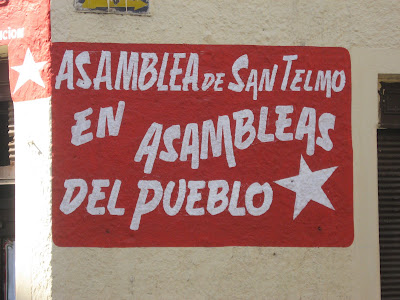 ASAMBLEA DE SAN TELMO
EN ASAMBLEAS
DEL PUEBLO